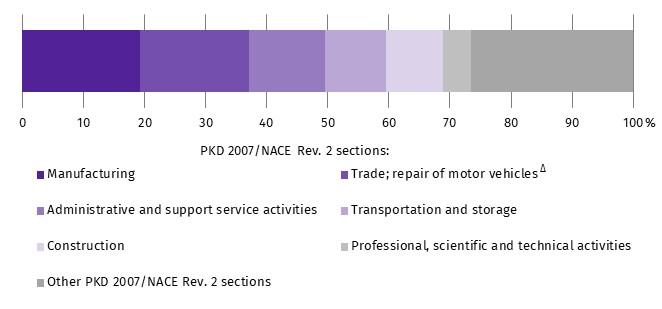 0 10 20 30 40 50 60 70 80 90 100 %
PKD 2007/NACE Rev. 2 sections:
Manufacturing
Trade; repair of motor vehicles Δ
Administrative and support service activities
Transportation and storage
Construction
Professional, scientific and technical activities
Other PKD 2007/NACE Rev. 2 sections